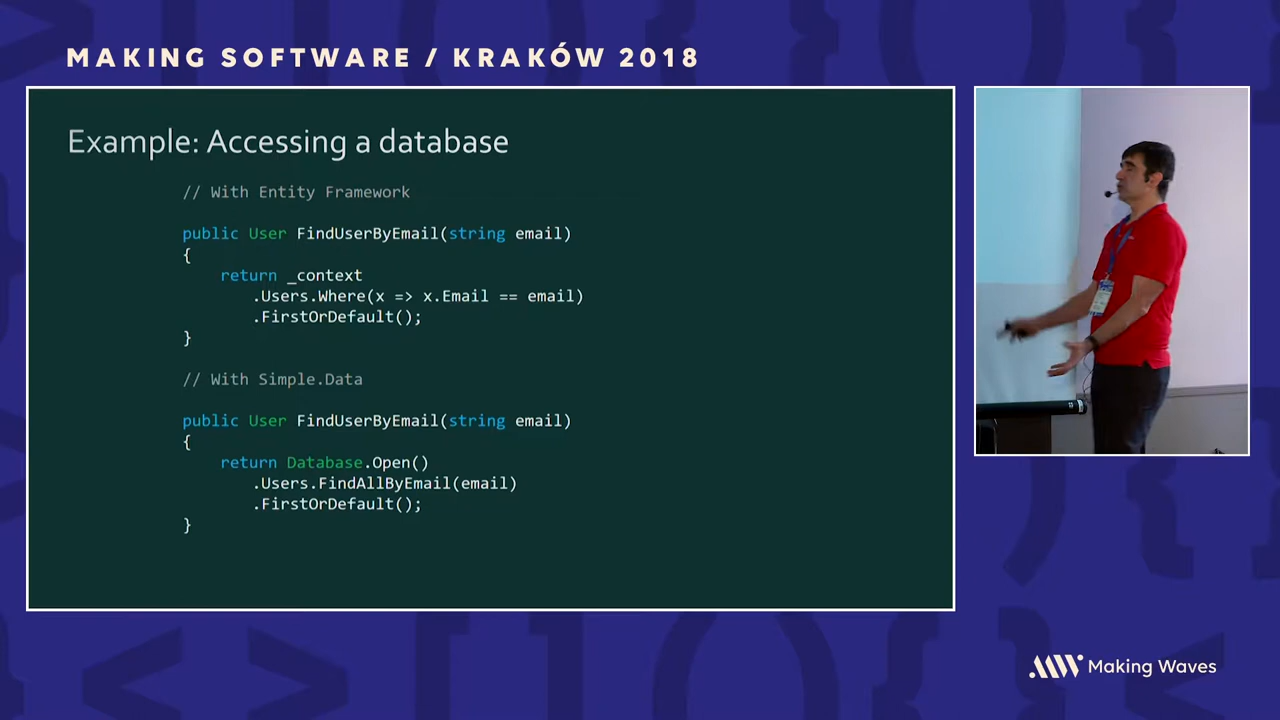 MAKING SOFTWARE / KRAKÓW 2018
Example: Accessing a database
// With Entity Framework
public User FindUserByEmail(string email)
{
return _context
.Users.Where(x => x.Email == email)
.FirstOrDefault();
}
// With Simple.Data
public User FindUserByEmail(string email)
{
return Database.Open()
.Users.FindAllByEmail(email)
.FirstOrDefault();
}
Making Waves